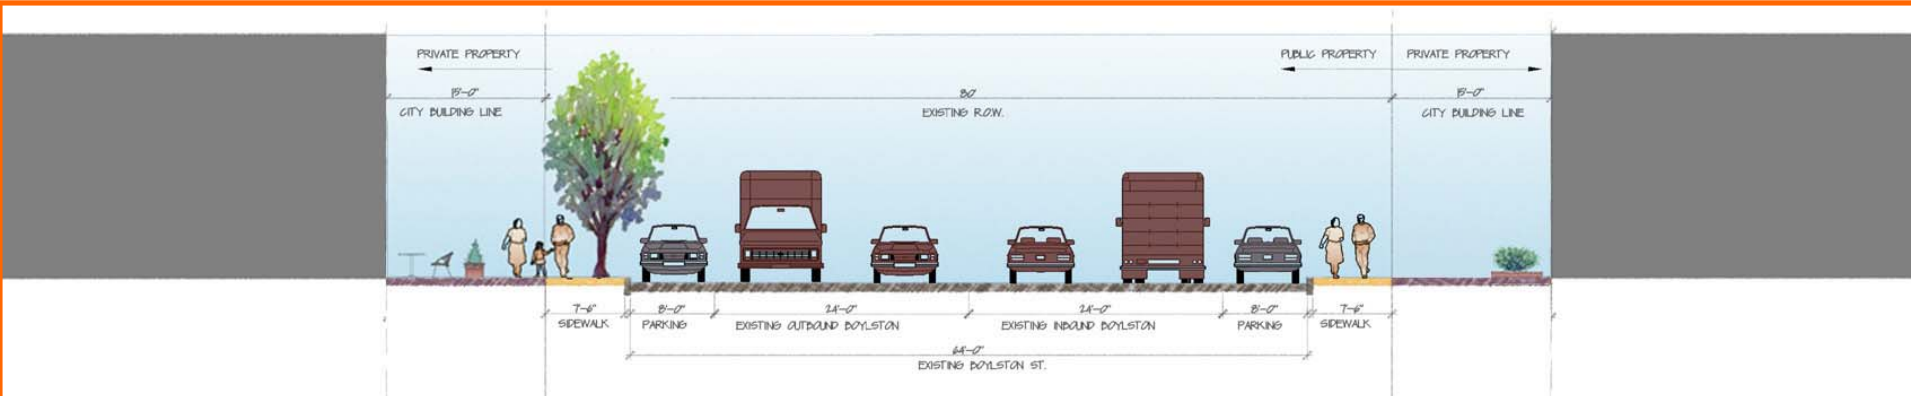 PRIVATE PROPERTY
PUBLIC PROPERTY
PRIVATE PROPERTY
15'-0"
80'
15'-0"
CITY BUILDING LINE
EXISTING R.O.W.
CITY BUILDING LINE
7'-6"
8'-0"
24'-0"
24'-0"
8'-0"
7'-6"
SIDEWALK
PARKING
EXISTING OUTBOUND BOYLSTON
EXISTING INBOUND BOYLSTON
PARKING
SIDEWALK
64'-0"
EXISTING BOYLSTON ST.